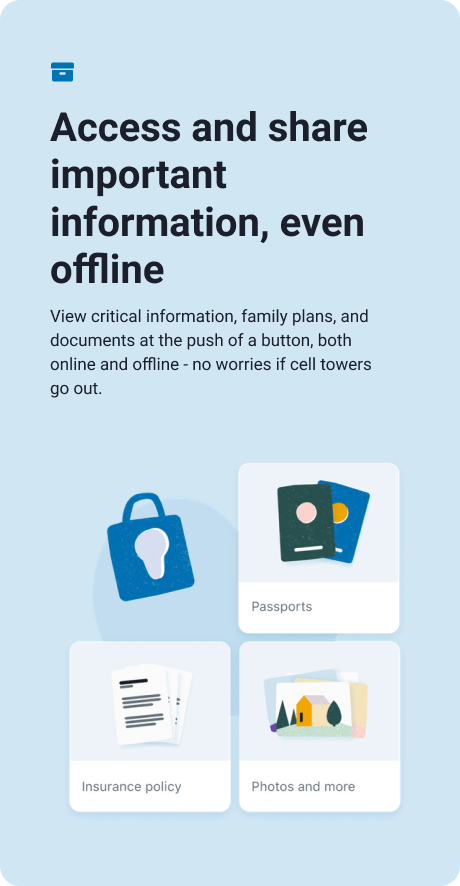 Access and share
important
information, even
offline
View critical information, family plans, and
documents at the push of a button, both
online and offline - no worries if cell towers
go out.
Passports
Insurance policy
Photos and more